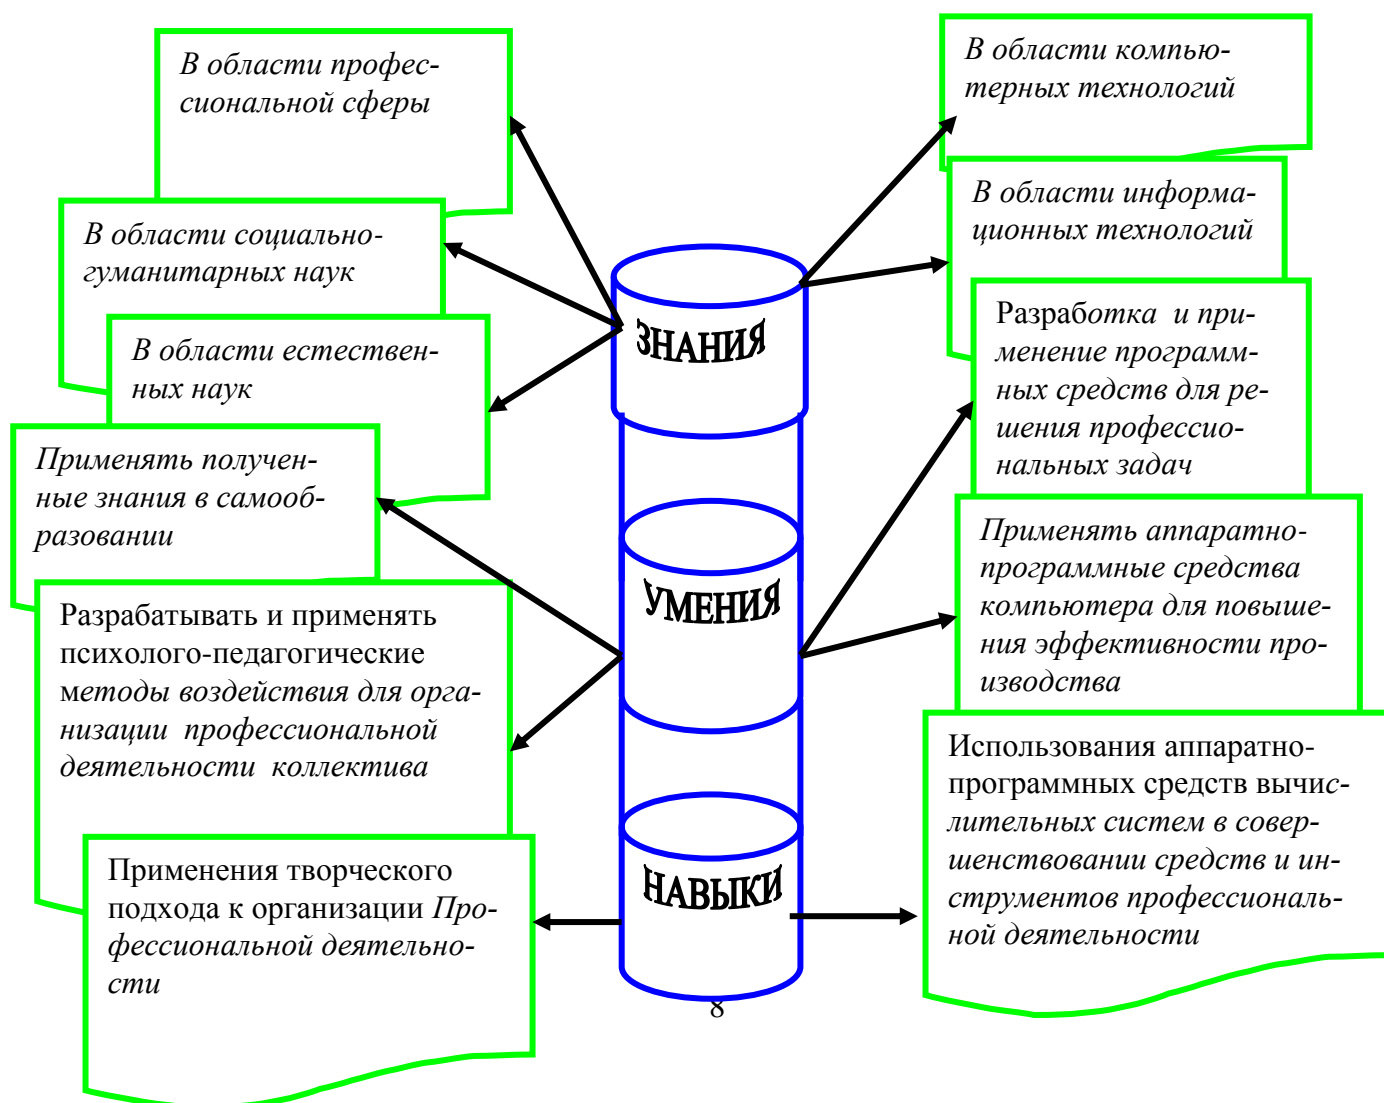 В области профес-
сиональной сферы
В области социально-
гуманитарных наук
В области естествен-
ных наук
Применять получен-
ные знания в самооб-
разовании
Разрабатывать и применять
психолого-педагогические
методы воздействия для орга-
низации профессиональной
деятельности коллектива
Применения творческого
подхода к организации Про-
фессиональной деятельно-
сти
ЗНАНИЯ
УМЕНИЯ
НАВЫКИ
8
В области компью-
терных технологий
В области информа-
ционных технологий
Разработка и при-
менение программ-
ных средств для ре-
шения профессио-
нальных задач
Применять аппаратно-
программные средства
компьютера для повыше-
ния эффективности про-
изводства
Использования аппаратно-
программных средств вычис-
лительных систем в совер-
шенствовании средств и ин-
струментов профессиональ-
ной деятельности